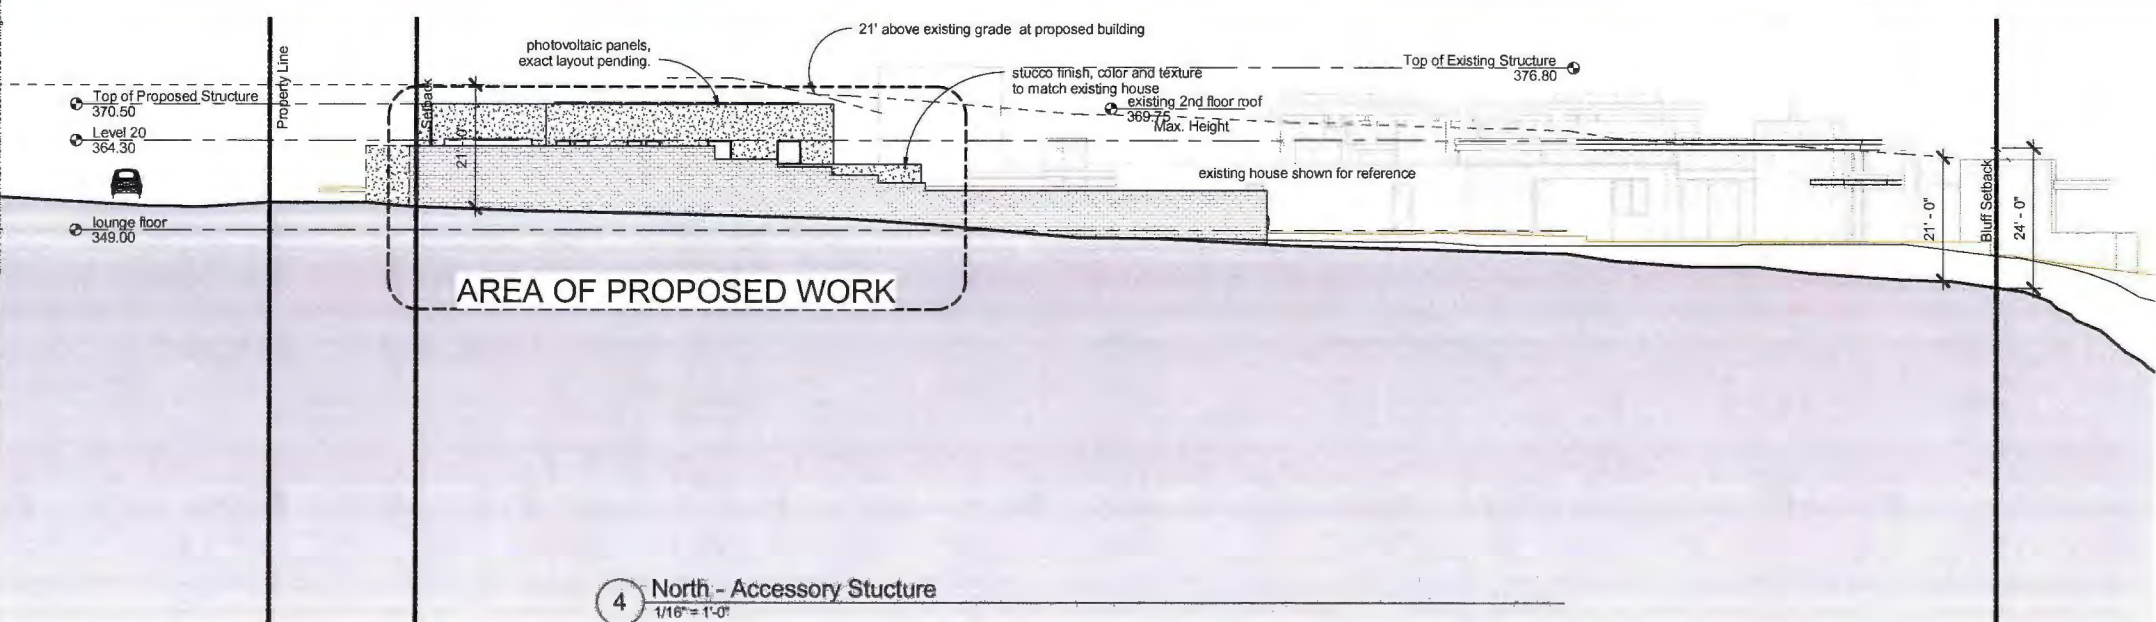 21' above existing grade at proposed building
photovoltaic panels,
exact layout pending.
Top of Existing Structure
376.80
stucco finish, color and texture
to match existing house
Property Line
Setback
Top of Proposed Structure
370.50
existing 2nd floor roof
369.75
Max. Height
Level 20
364.30
21' - 0"
existing house shown for reference
lounge floor
349.00
21' - 0"
Bluff Setback
24' - 0"
AREA OF PROPOSED WORK
4
North - Accessory Stucture
1/16" = 1'-0"